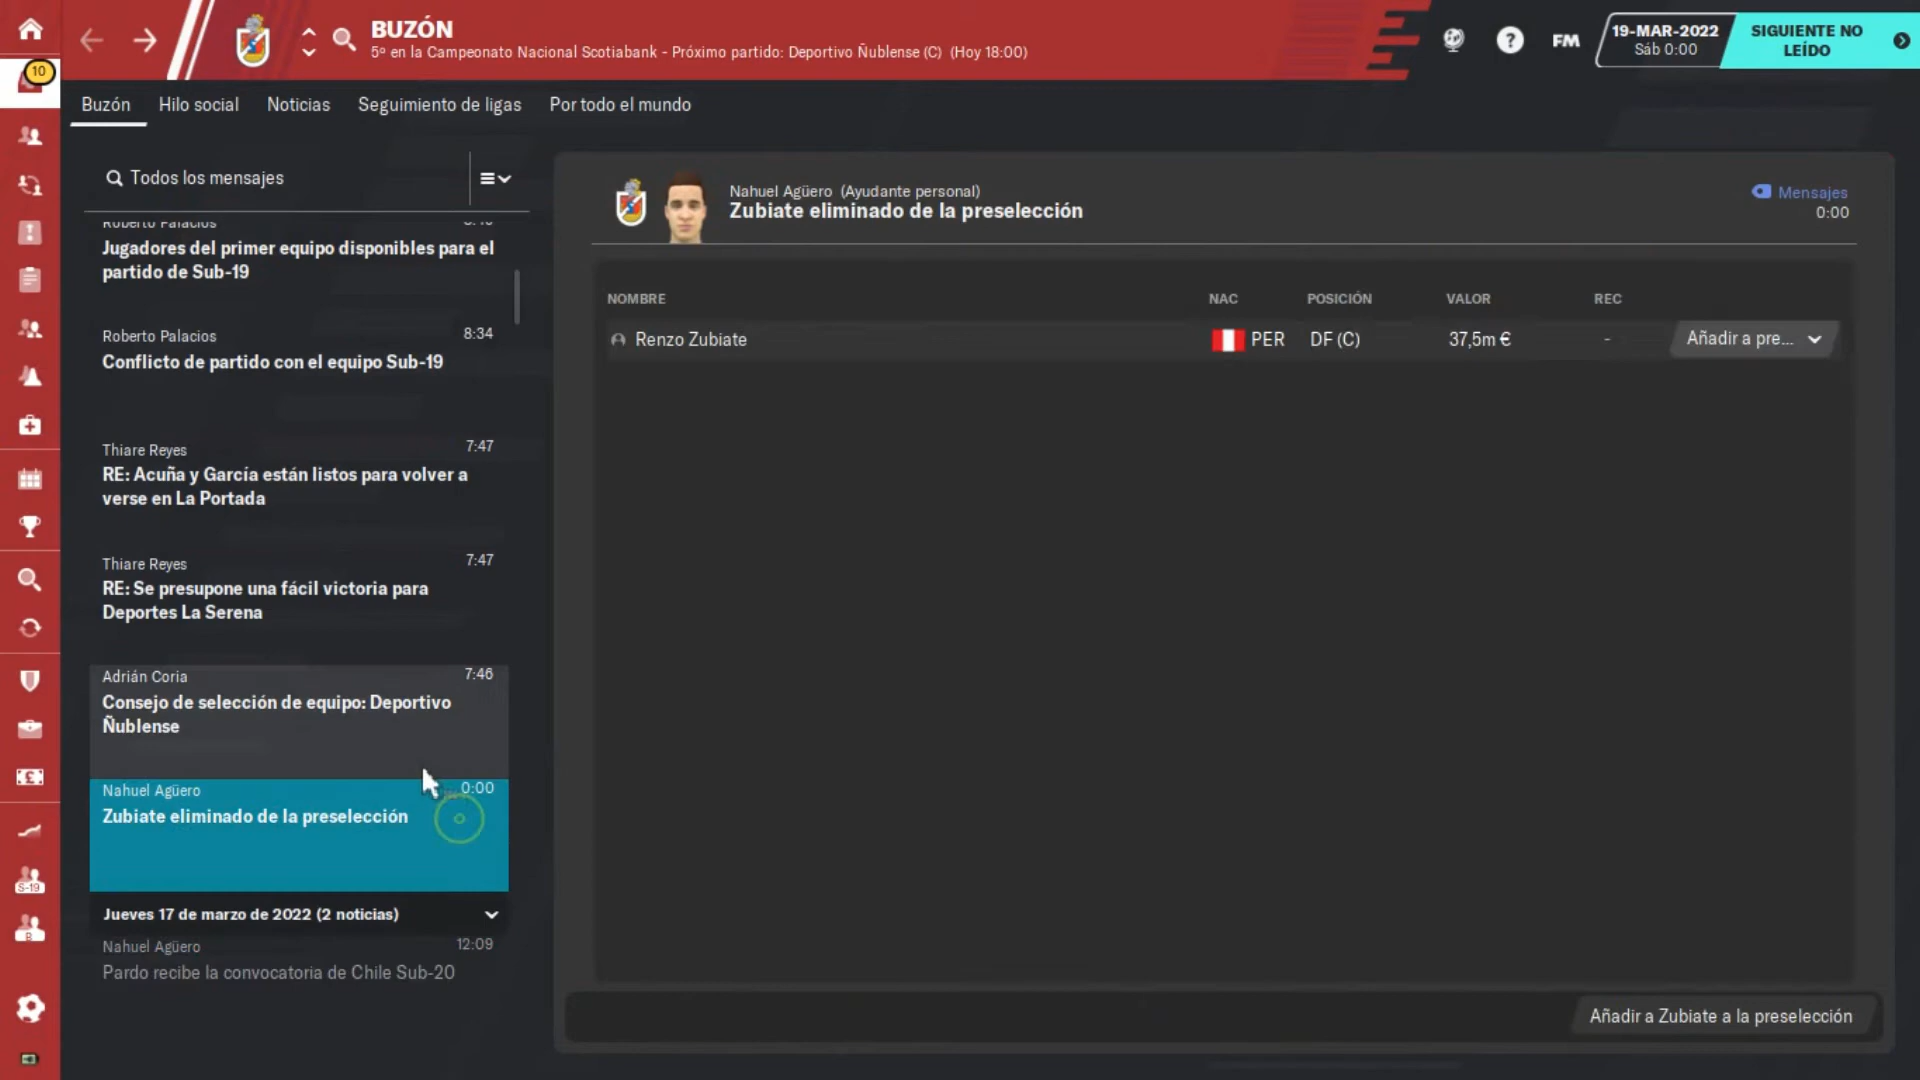 10
BUZÓN
5º en la Campeonato Nacional Scotiabank - Próximo partido: Deportivo Ñublense (C) (Hoy 18:00)
?
FM
19-MAR-2022
Sáb 0:00
SIGUIENTE NO
LEÍDO
Buzón
Hilo social
Noticias
Seguimiento de ligas
Por todo el mundo
Todos los mensajes
Roberto Palacios
Jugadores del primer equipo disponibles para el
partido de Sub-19
Roberto Palacios
8:34
Conflicto de partido con el equipo Sub-19
Thiare Reyes
7:47
RE: Acuña y García están listos para volver a
verse en La Portada
Thiare Reyes
7:47
RE: Se presupone una fácil victoria para
Deportes La Serena
Adrián Coria
7:46
Consejo de selección de equipo: Deportivo
Ñublense
Nahuel Agüero
0:00
Zubiate eliminado de la preselección
Jueves 17 de marzo de 2022 (2 noticias)
Nahuel Agüero
12:09
Pardo recibe la convocatoria de Chile Sub-20
S-19
B
Nahuel Agüero (Ayudante personal)
Zubiate eliminado de la preselección
Mensajes
0:00
NOMBRE
NAC
POSICIÓN
VALOR
REC
Renzo Zubiate
PER
DF (C)
37,5m €
-
Añadir a pre...
Añadir a Zubiate a la preselección